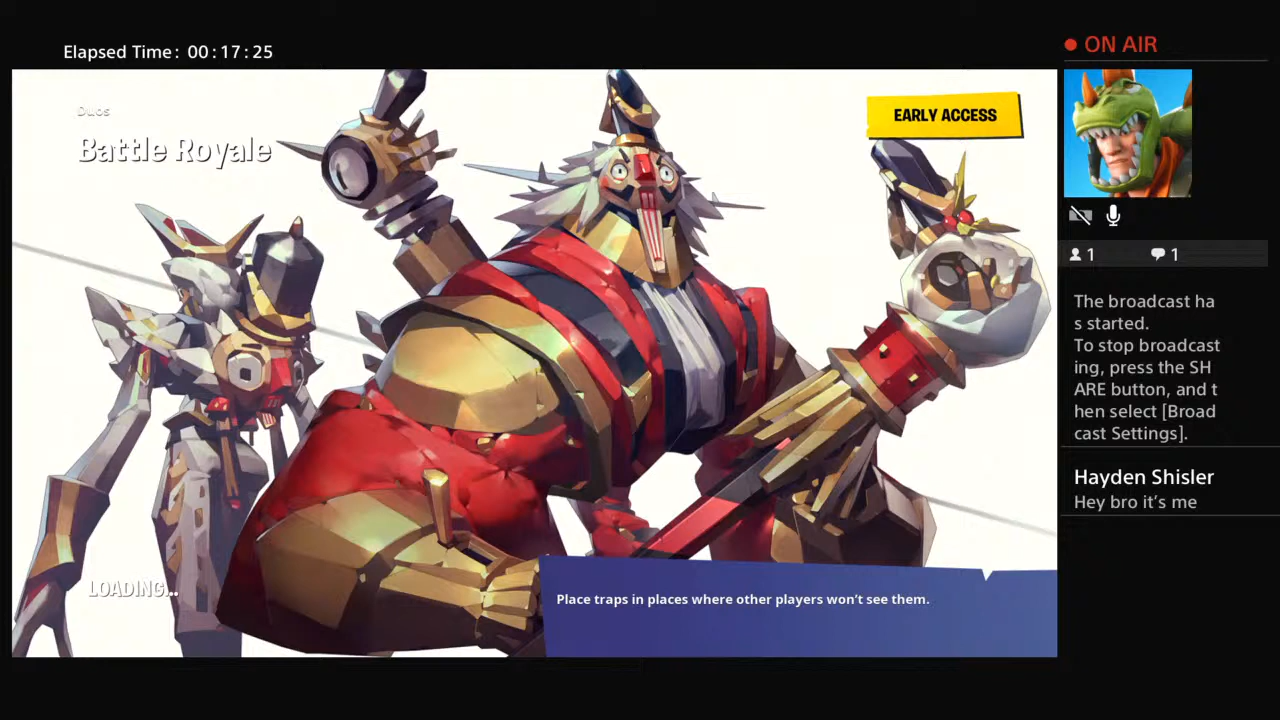 Elapsed Time: 00:17:25
ON AIR
Duos
Battle Royale
EARLY ACCESS
1
1
The broadcast ha
s started.
To stop broadcast
ing, press the SH
ARE button, and t
hen select [Broad
cast Settings].
Hayden Shisler
Hey bro it's me
LOADING...
Place traps in places where other players won't see them.